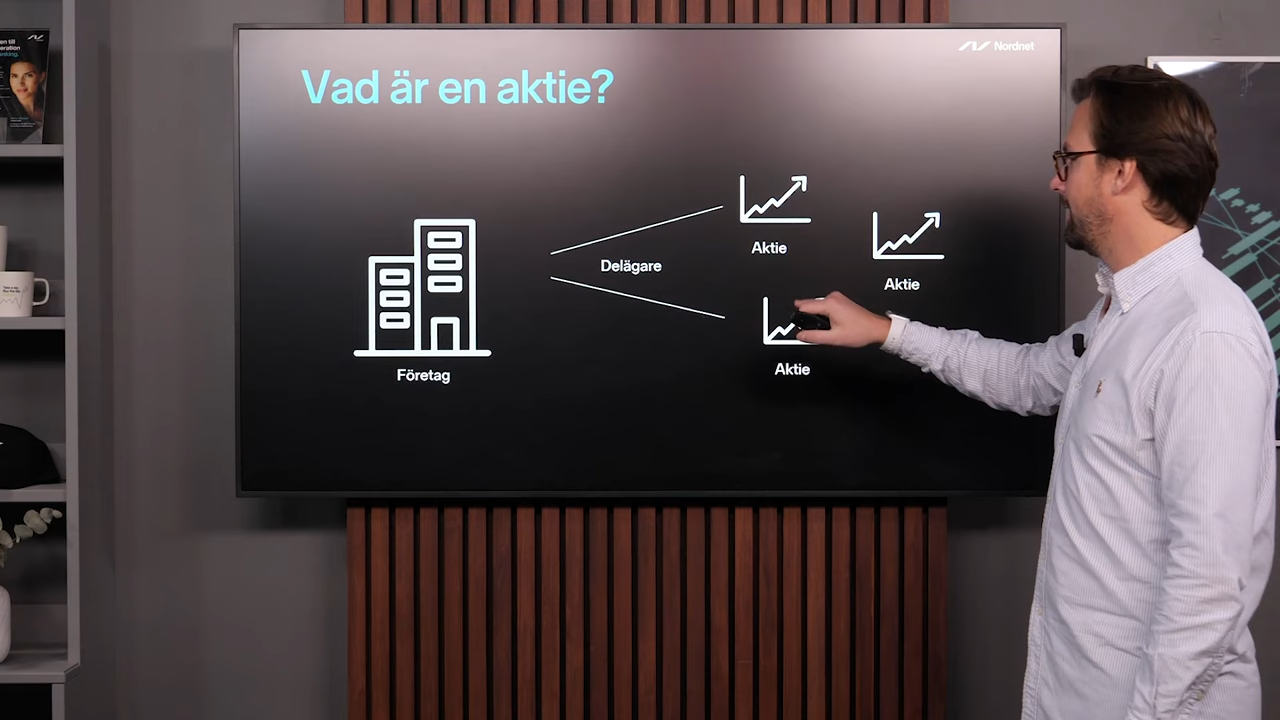 Nordnet
Vad är en aktie?
Aktie
Delägare
Aktie
Aktie
Företag